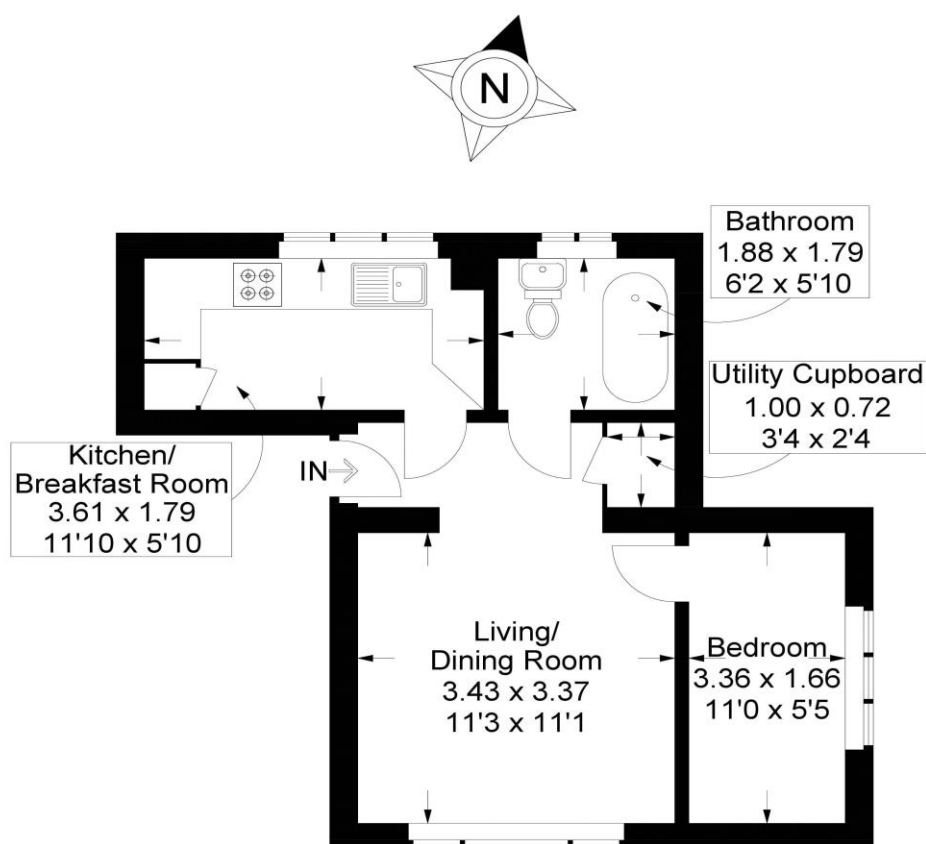 N
Bathroom
1.88 x 1.79
6'2 x 5'10
Utility Cupboard
1.00 x 0.72
3'4 x 2'4
Kitchen/
Breakfast Room
3.61 x 1.79
11'10 x 5'10
IN
Living/
Dining Room
3.43 x 3.37
11'3 x 11'1
Bedroom
3.36 x 1.66
11'0 x 5'5